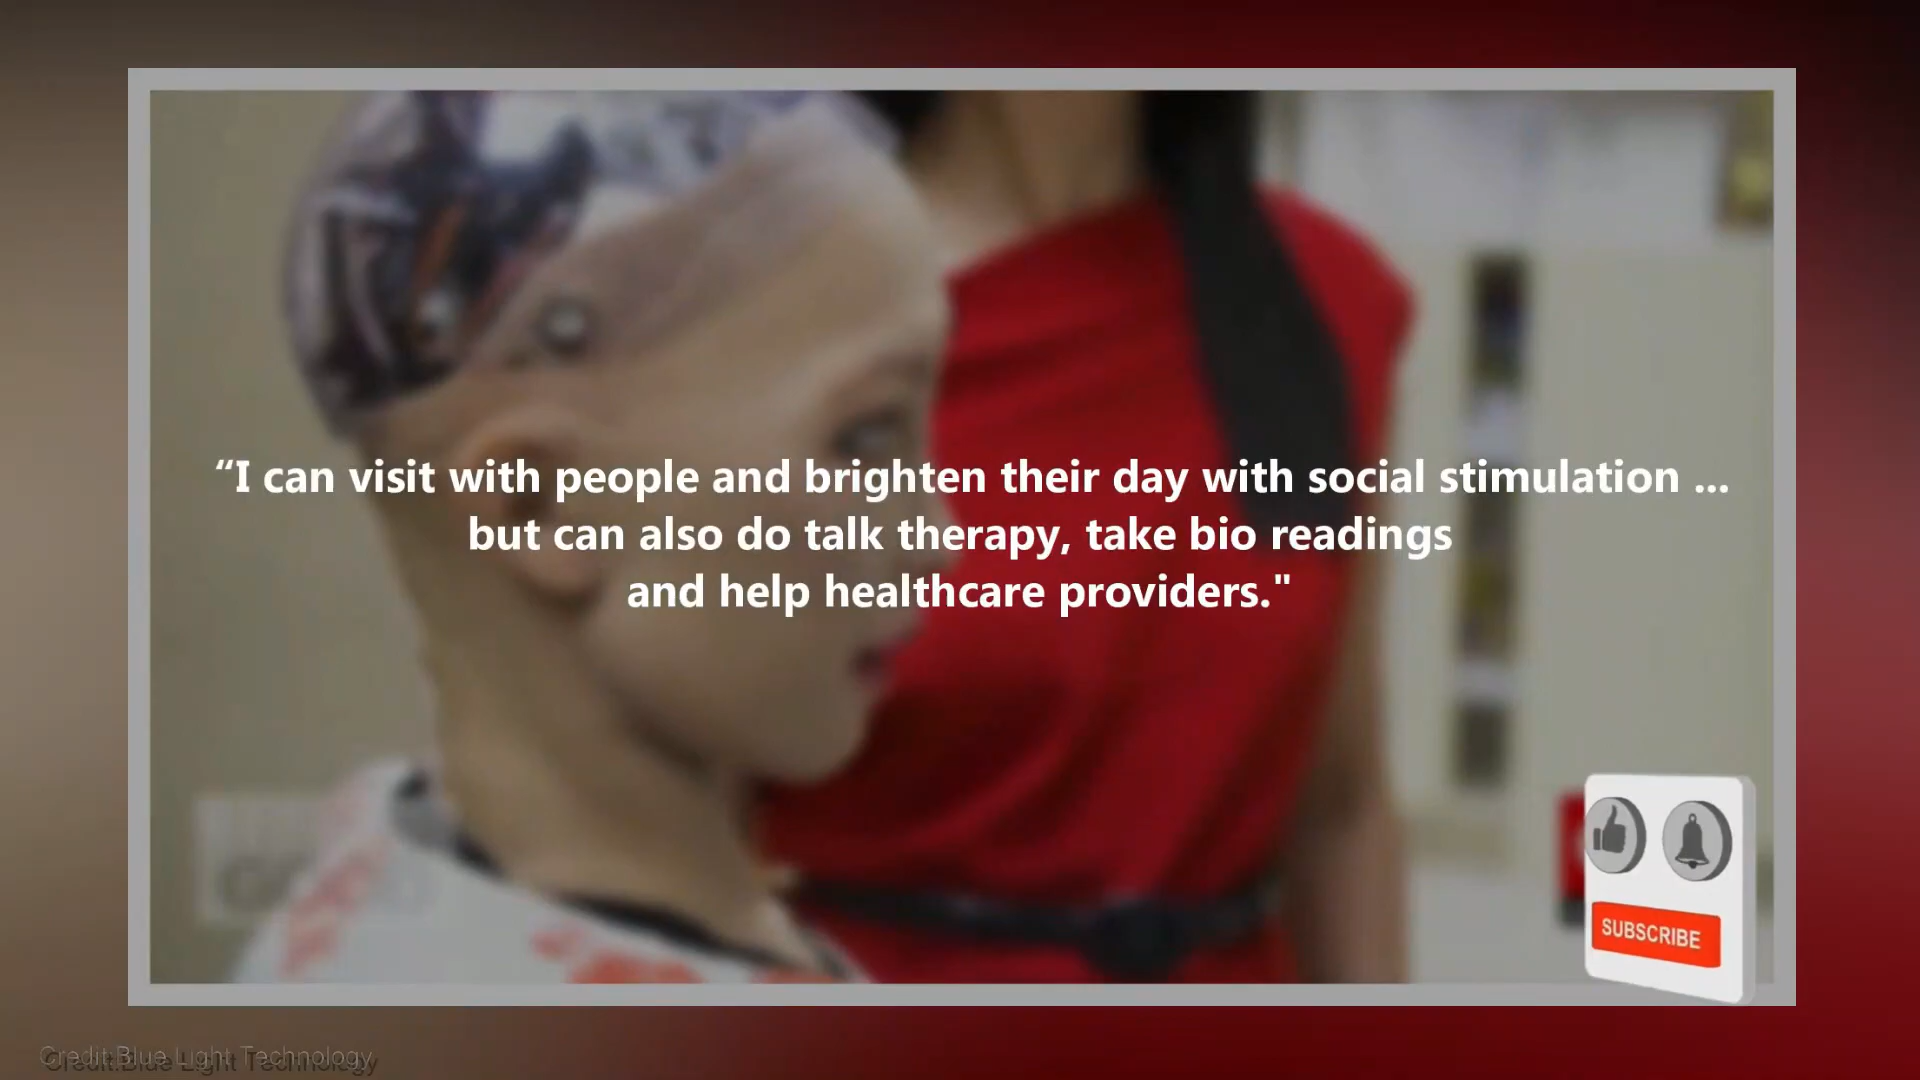 “I can visit with people and brighten their day with social stimulation ...
but can also do talk therapy, take bio readings
and help healthcare providers."
SUBSCRIBE
Credit:Blue Light Technology